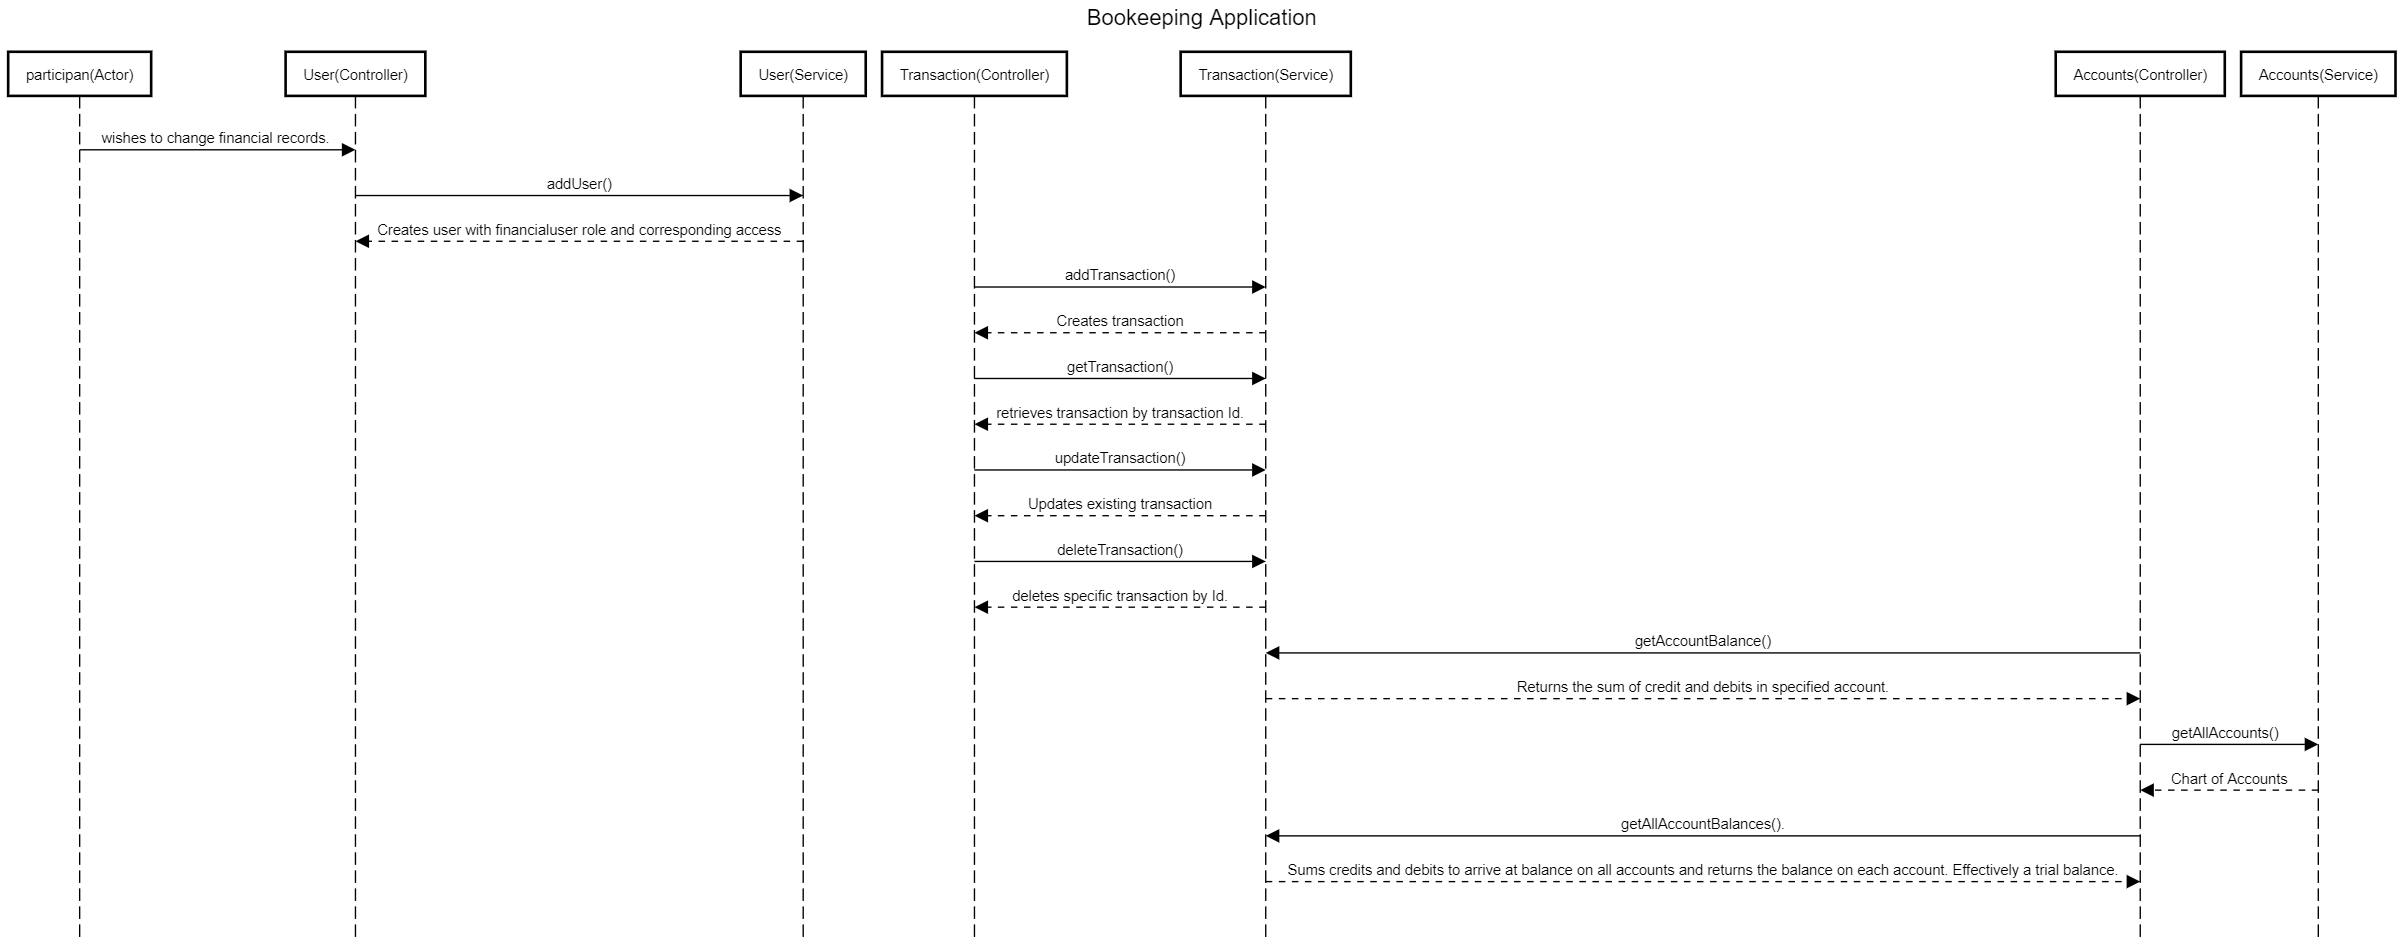 Bookeeping Application
participan(Actor)
User(Controller)
User(Service)
Transaction(Controller)
Transaction(Service)
Accounts(Controller)
Accounts(Service)
wishes to change financial records.
addUser()
Creates user with financialuser role and corresponding access
addTransaction()
Creates transaction
getTransaction()
retrieves transaction by transaction Id.
updateTransaction()
Updates existing transaction
deleteTransaction()
deletes specific transaction by Id.
getAccountBalance()
Returns the sum of credit and debits in specified account.
getAllAccounts()
Chart of Accounts
getAllAccountBalances().
Sums credits and debits to arrive at balance on all accounts and returns the balance on each account. Effectively a trial balance.